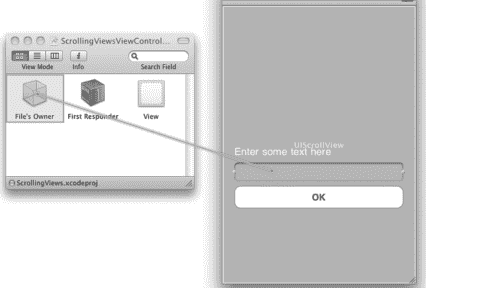 ScrollingViewsViewControl...
View Mode Info Search Field
File's Owner First Responder View
ScrollingViews.xcodeproj
UIScrollView
Enter some text here
OK